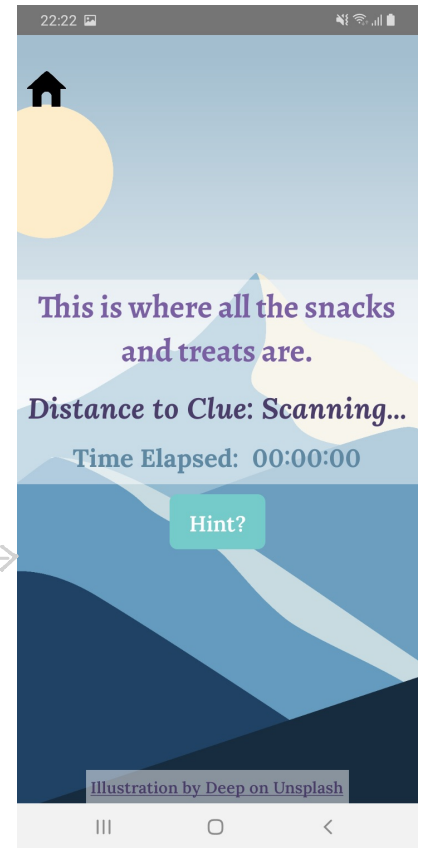 22:22
This is where all the snacks
and treats are.
Distance to Clue: Scanning...
Time Elapsed: 00:00:00
Hint?
Illustration by Deep on Unsplash